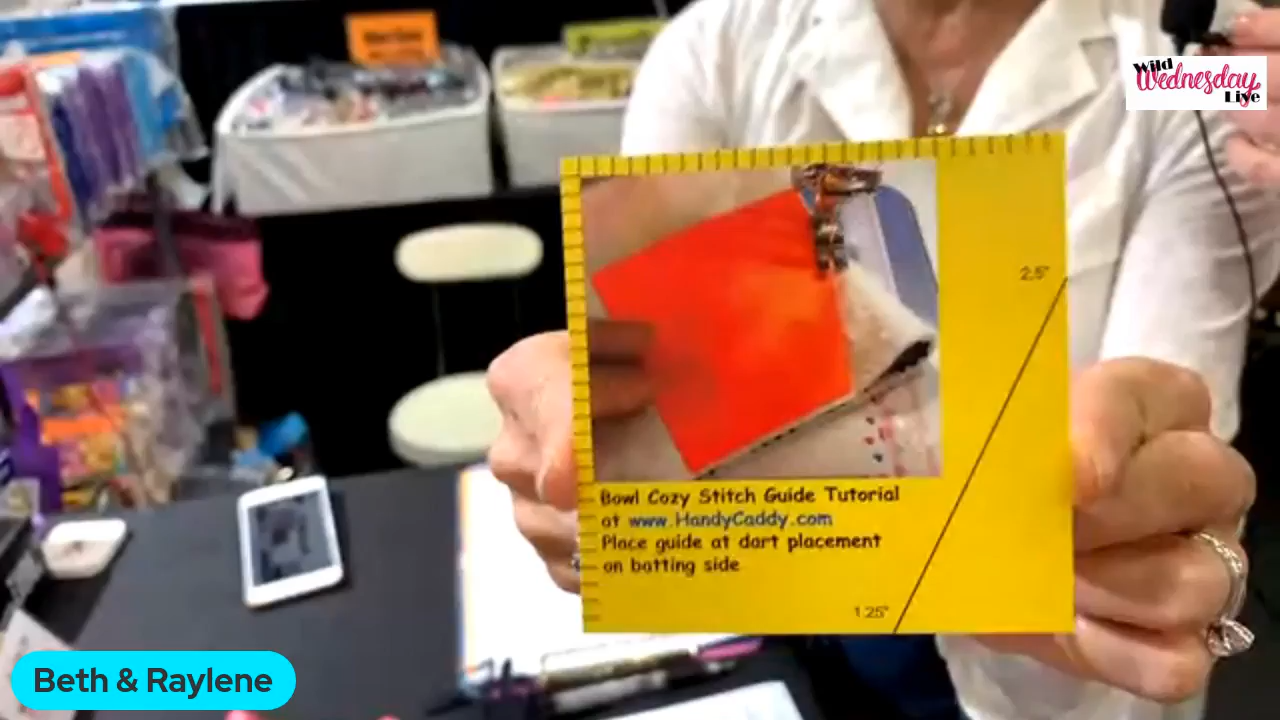 Wild
Wednesday
Live
2.5"
Bowl Cozy Stitch Guide Tutorial
at www.HandyCaddy.com
Place guide at dart placement
on batting side
1.25"
Beth & Raylene